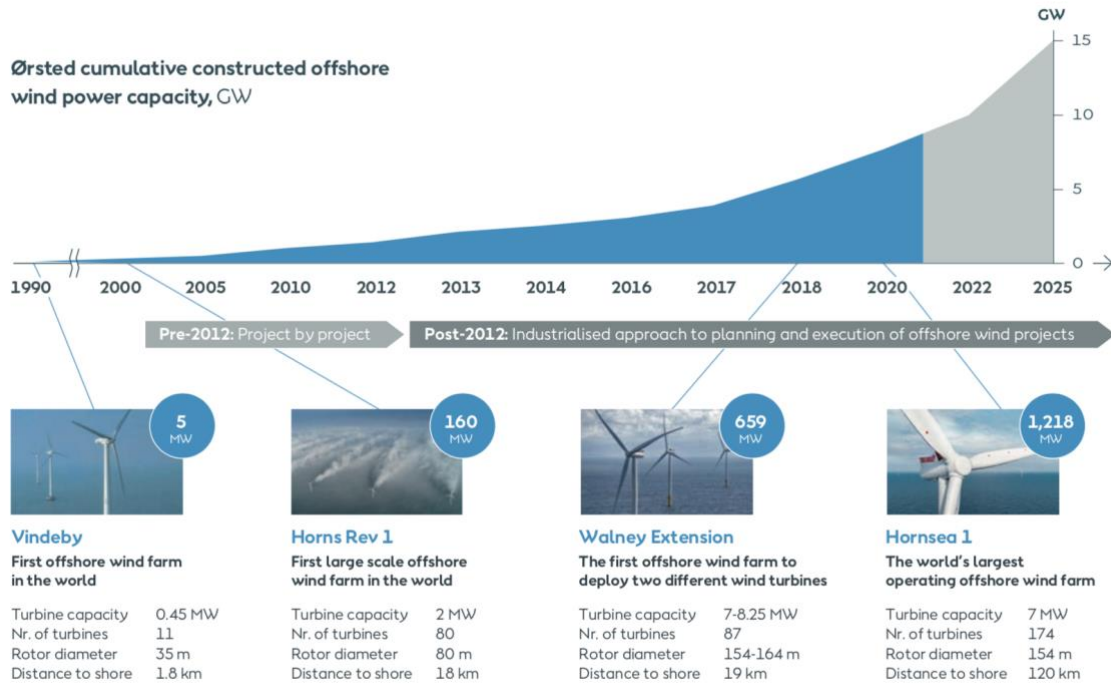 GW
15
Ørsted cumulative constructed offshore
wind power capacity, GW
10
5
0
1990 2000 2005 2010 2012 2013 2014 2016 2017 2018 2020 2022 2025
Pre-2012: Project by project
Post-2012: Industrialised approach to planning and execution of offshore wind projects
5
MW
Vindeby
First offshore wind farm
in the world
Turbine capacity 0.45 MW
Nr. of turbines 11
Rotor diameter 35 m
Distance to shore 1.8 km
160
MW
Horns Rev 1
First large scale offshore
wind farm in the world
Turbine capacity 2 MW
Nr. of turbines 80
Rotor diameter 80 m
Distance to shore 18 km
659
MW
Walney Extension
The first offshore wind farm to
deploy two different wind turbines
Turbine capacity 7-8.25 MW
Nr. of turbines 87
Rotor diameter 154-164 m
Distance to shore 19 km
1,218
MW
Hornsea 1
The world's largest
operating offshore wind farm
Turbine capacity 7 MW
Nr. of turbines 174
Rotor diameter 154 m
Distance to shore 120 km